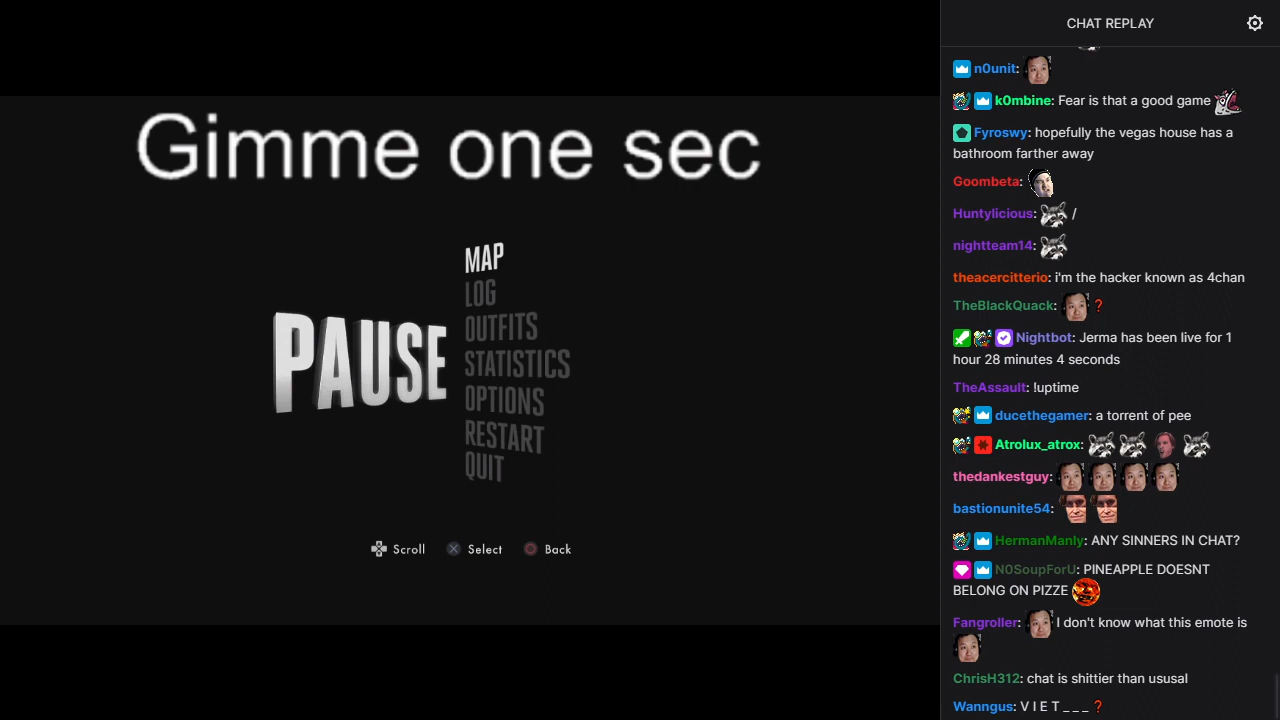 Gimme one sec
PAUSE
MAP
LOG
OUTFITS
STATISTICS
OPTIONS
RESTART
QUIT
Scroll Select Back
CHAT REPLAY
n0unit:
k0mbine: Fear is that a good game
Fyroswy: hopefully the vegas house has a
bathroom farther away
Goombeta:
Huntylicious: /
nightteam14:
theacercitterio: i'm the hacker known as 4chan
TheBlackQuack: ?
Nightbot: Jerma has been live for 1
hour 28 minutes 4 seconds
TheAssault: !uptime
ducethegamer: a torrent of pee
Atrolux_atrox:
thedankestguy:
bastionunite54:
HermanManly: ANY SINNERS IN CHAT?
N0SoupForU: PINEAPPLE DOESNT
BELONG ON PIZZE
Fangroller: I don't know what this emote is
ChrisH312: chat is shittier than ususal
Wanngus: V I E T _ _ _ ?